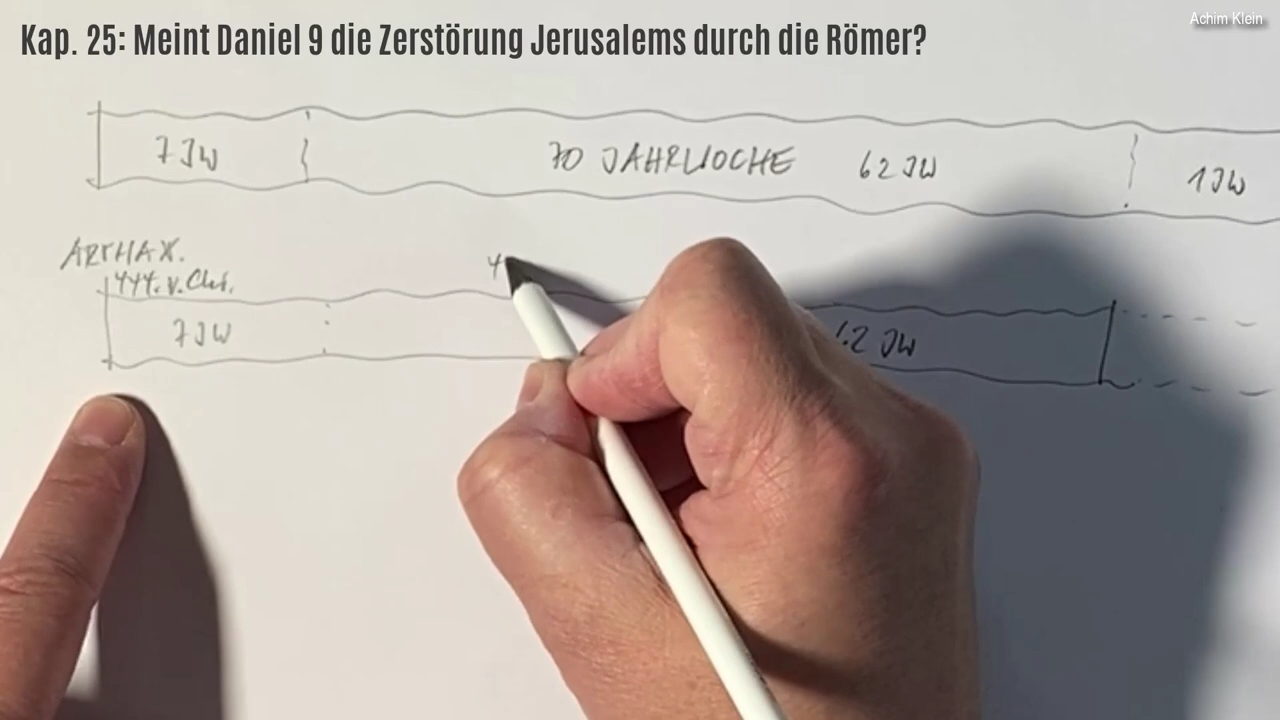 Achim Klein
Kap. 25: Meint Daniel 9 die Zerstörung Jerusalems durch die Römer?
7 JW 70 JAHRWOCHE 62 JW 1 JW
ARTHAX.
444. v. Chr. 4
7 JW 62 JW